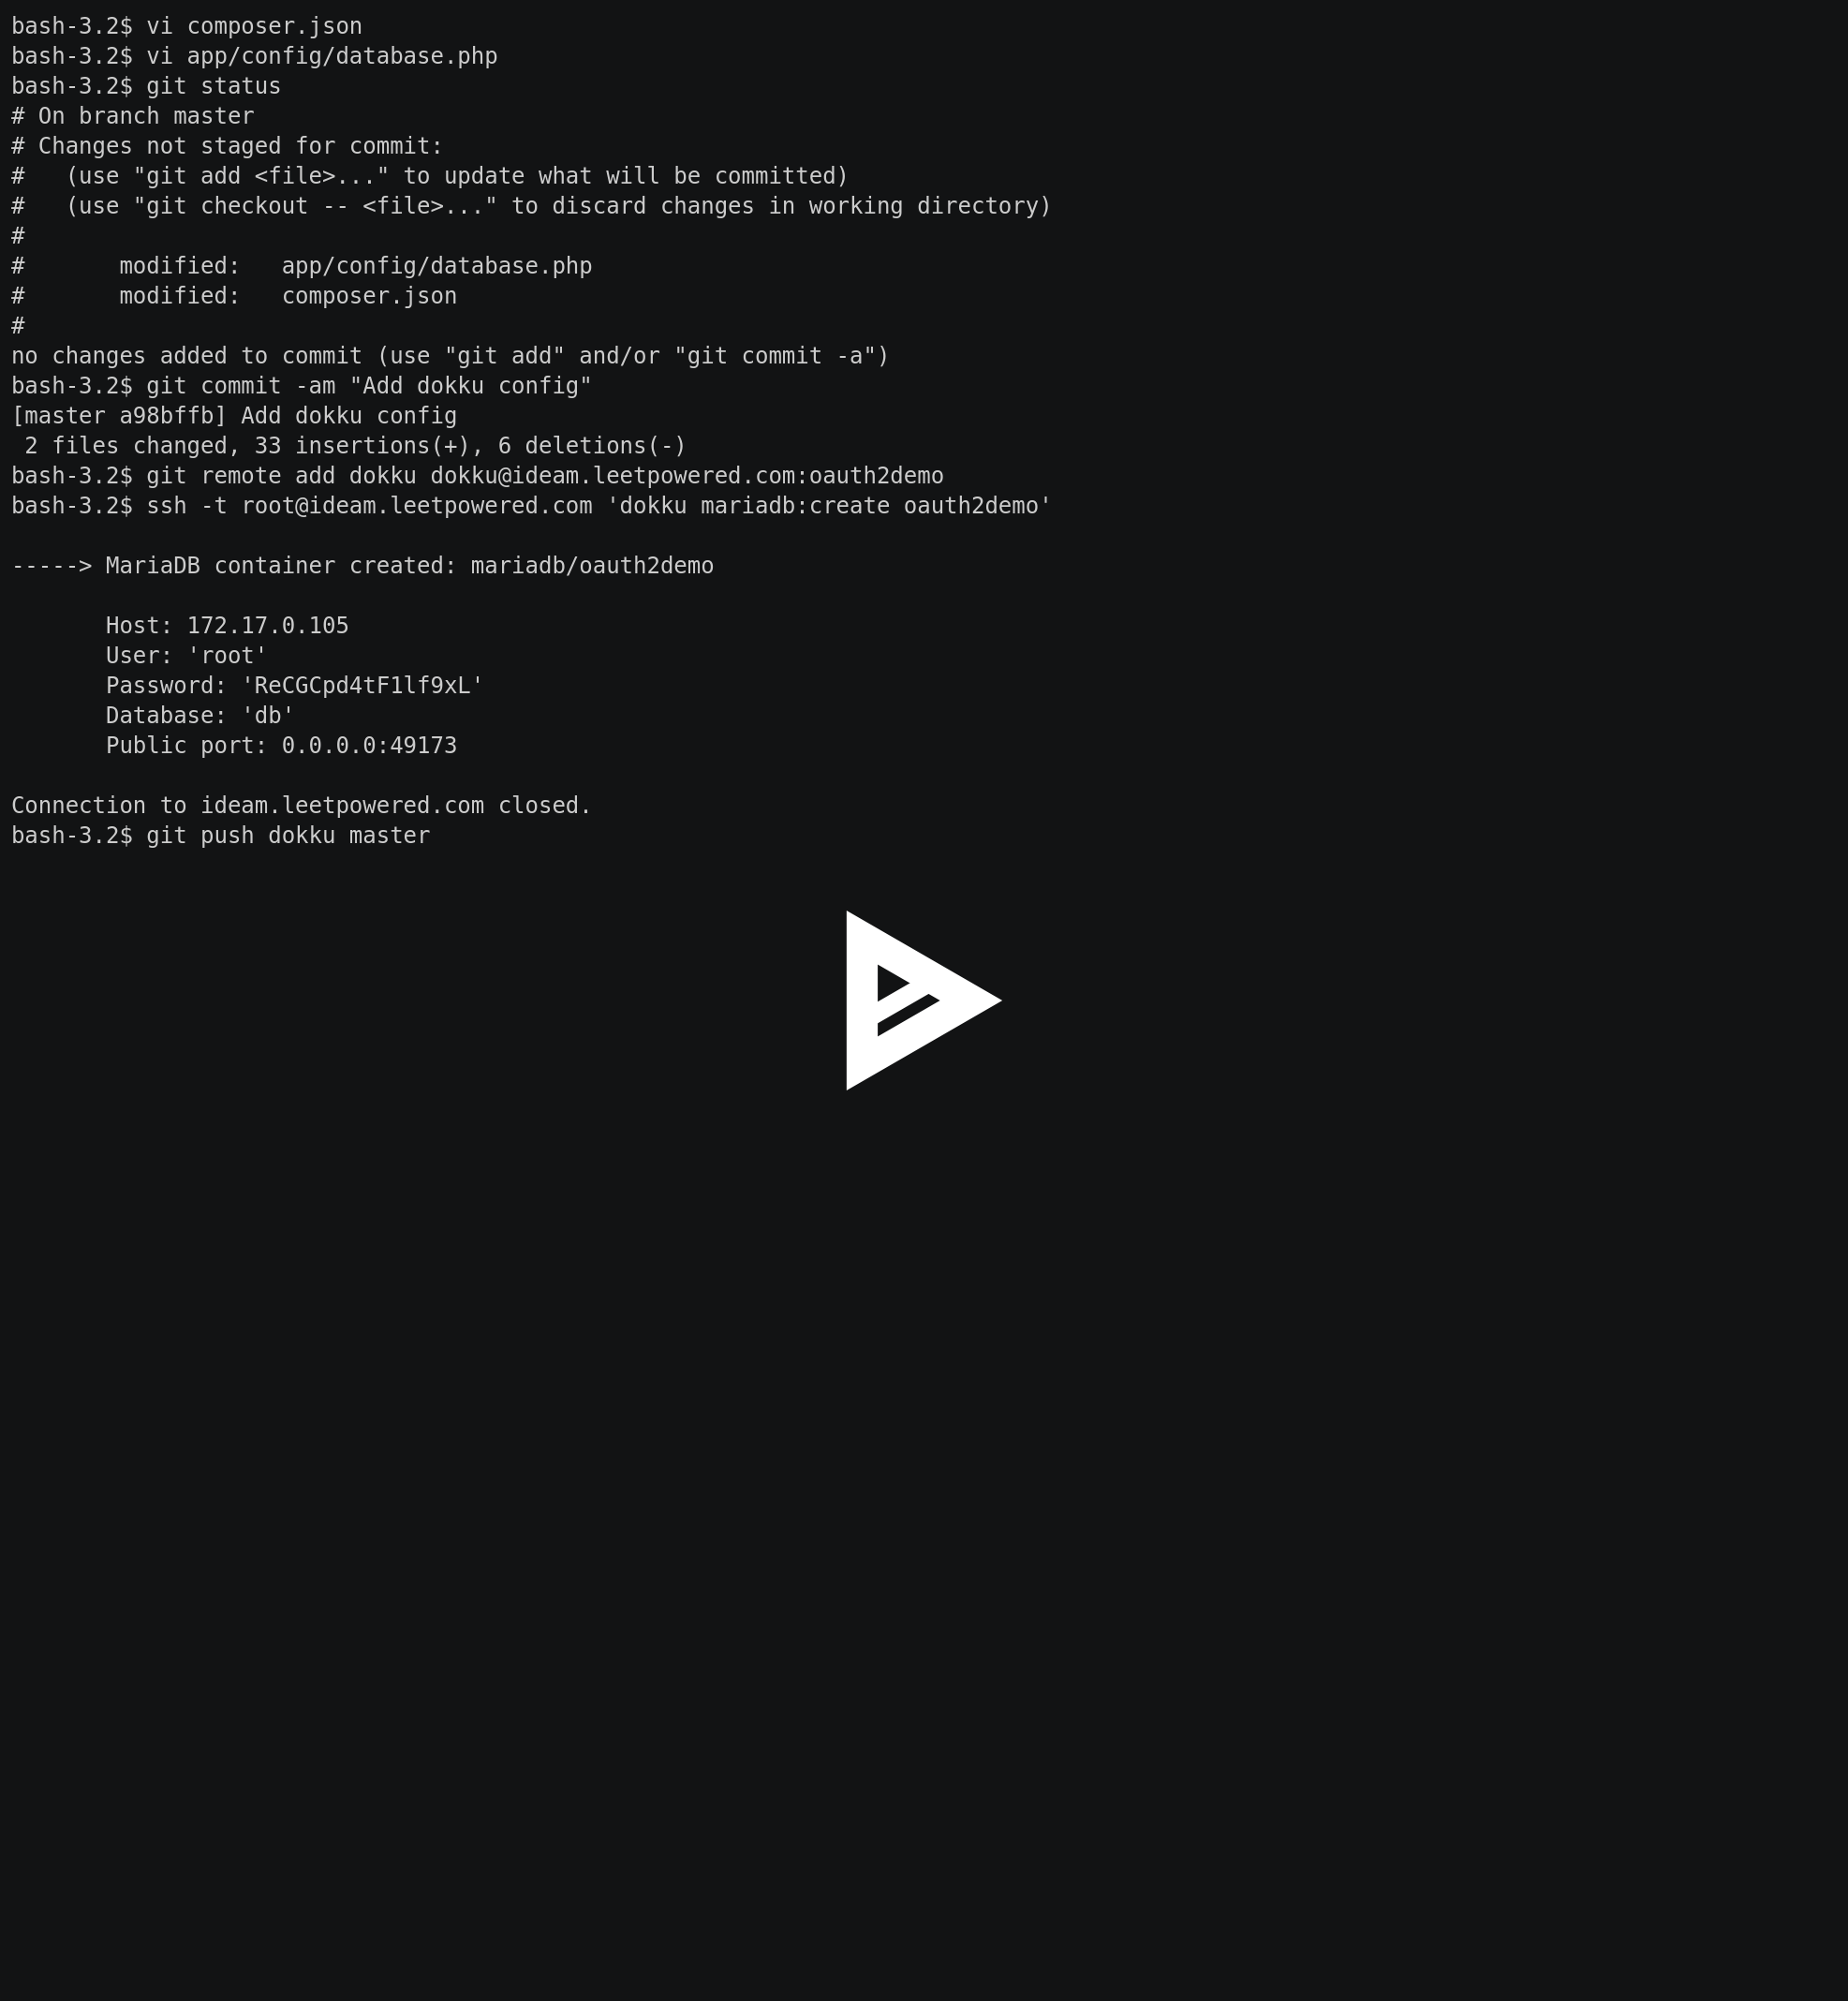 bash-3.2$ vi composer.json
bash-3.2$ vi app/config/database.php
bash-3.2$ git status
# On branch master
# Changes not staged for commit:
#   (use "git add <file>..." to update what will be committed)
#   (use "git checkout -- <file>..." to discard changes in working directory)
#
#       modified:   app/config/database.php
#       modified:   composer.json
#
no changes added to commit (use "git add" and/or "git commit -a")
bash-3.2$ git commit -am "Add dokku config"
[master a98bffb] Add dokku config
 2 files changed, 33 insertions(+), 6 deletions(-)
bash-3.2$ git remote add dokku dokku@ideam.leetpowered.com:oauth2demo
bash-3.2$ ssh -t root@ideam.leetpowered.com 'dokku mariadb:create oauth2demo'

-----> MariaDB container created: mariadb/oauth2demo

       Host: 172.17.0.105
       User: 'root'
       Password: 'ReCGCpd4tF1lf9xL'
       Database: 'db'
       Public port: 0.0.0.0:49173

Connection to ideam.leetpowered.com closed.
bash-3.2$ git push dokku master